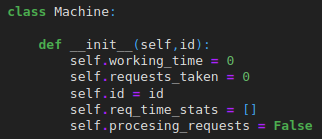 class Machine:
def __init__(self,id):
self.working_time = 0
self.requests_taken = 0
self.id = id
self.req_time_stats = []
self.procesing_requests = False